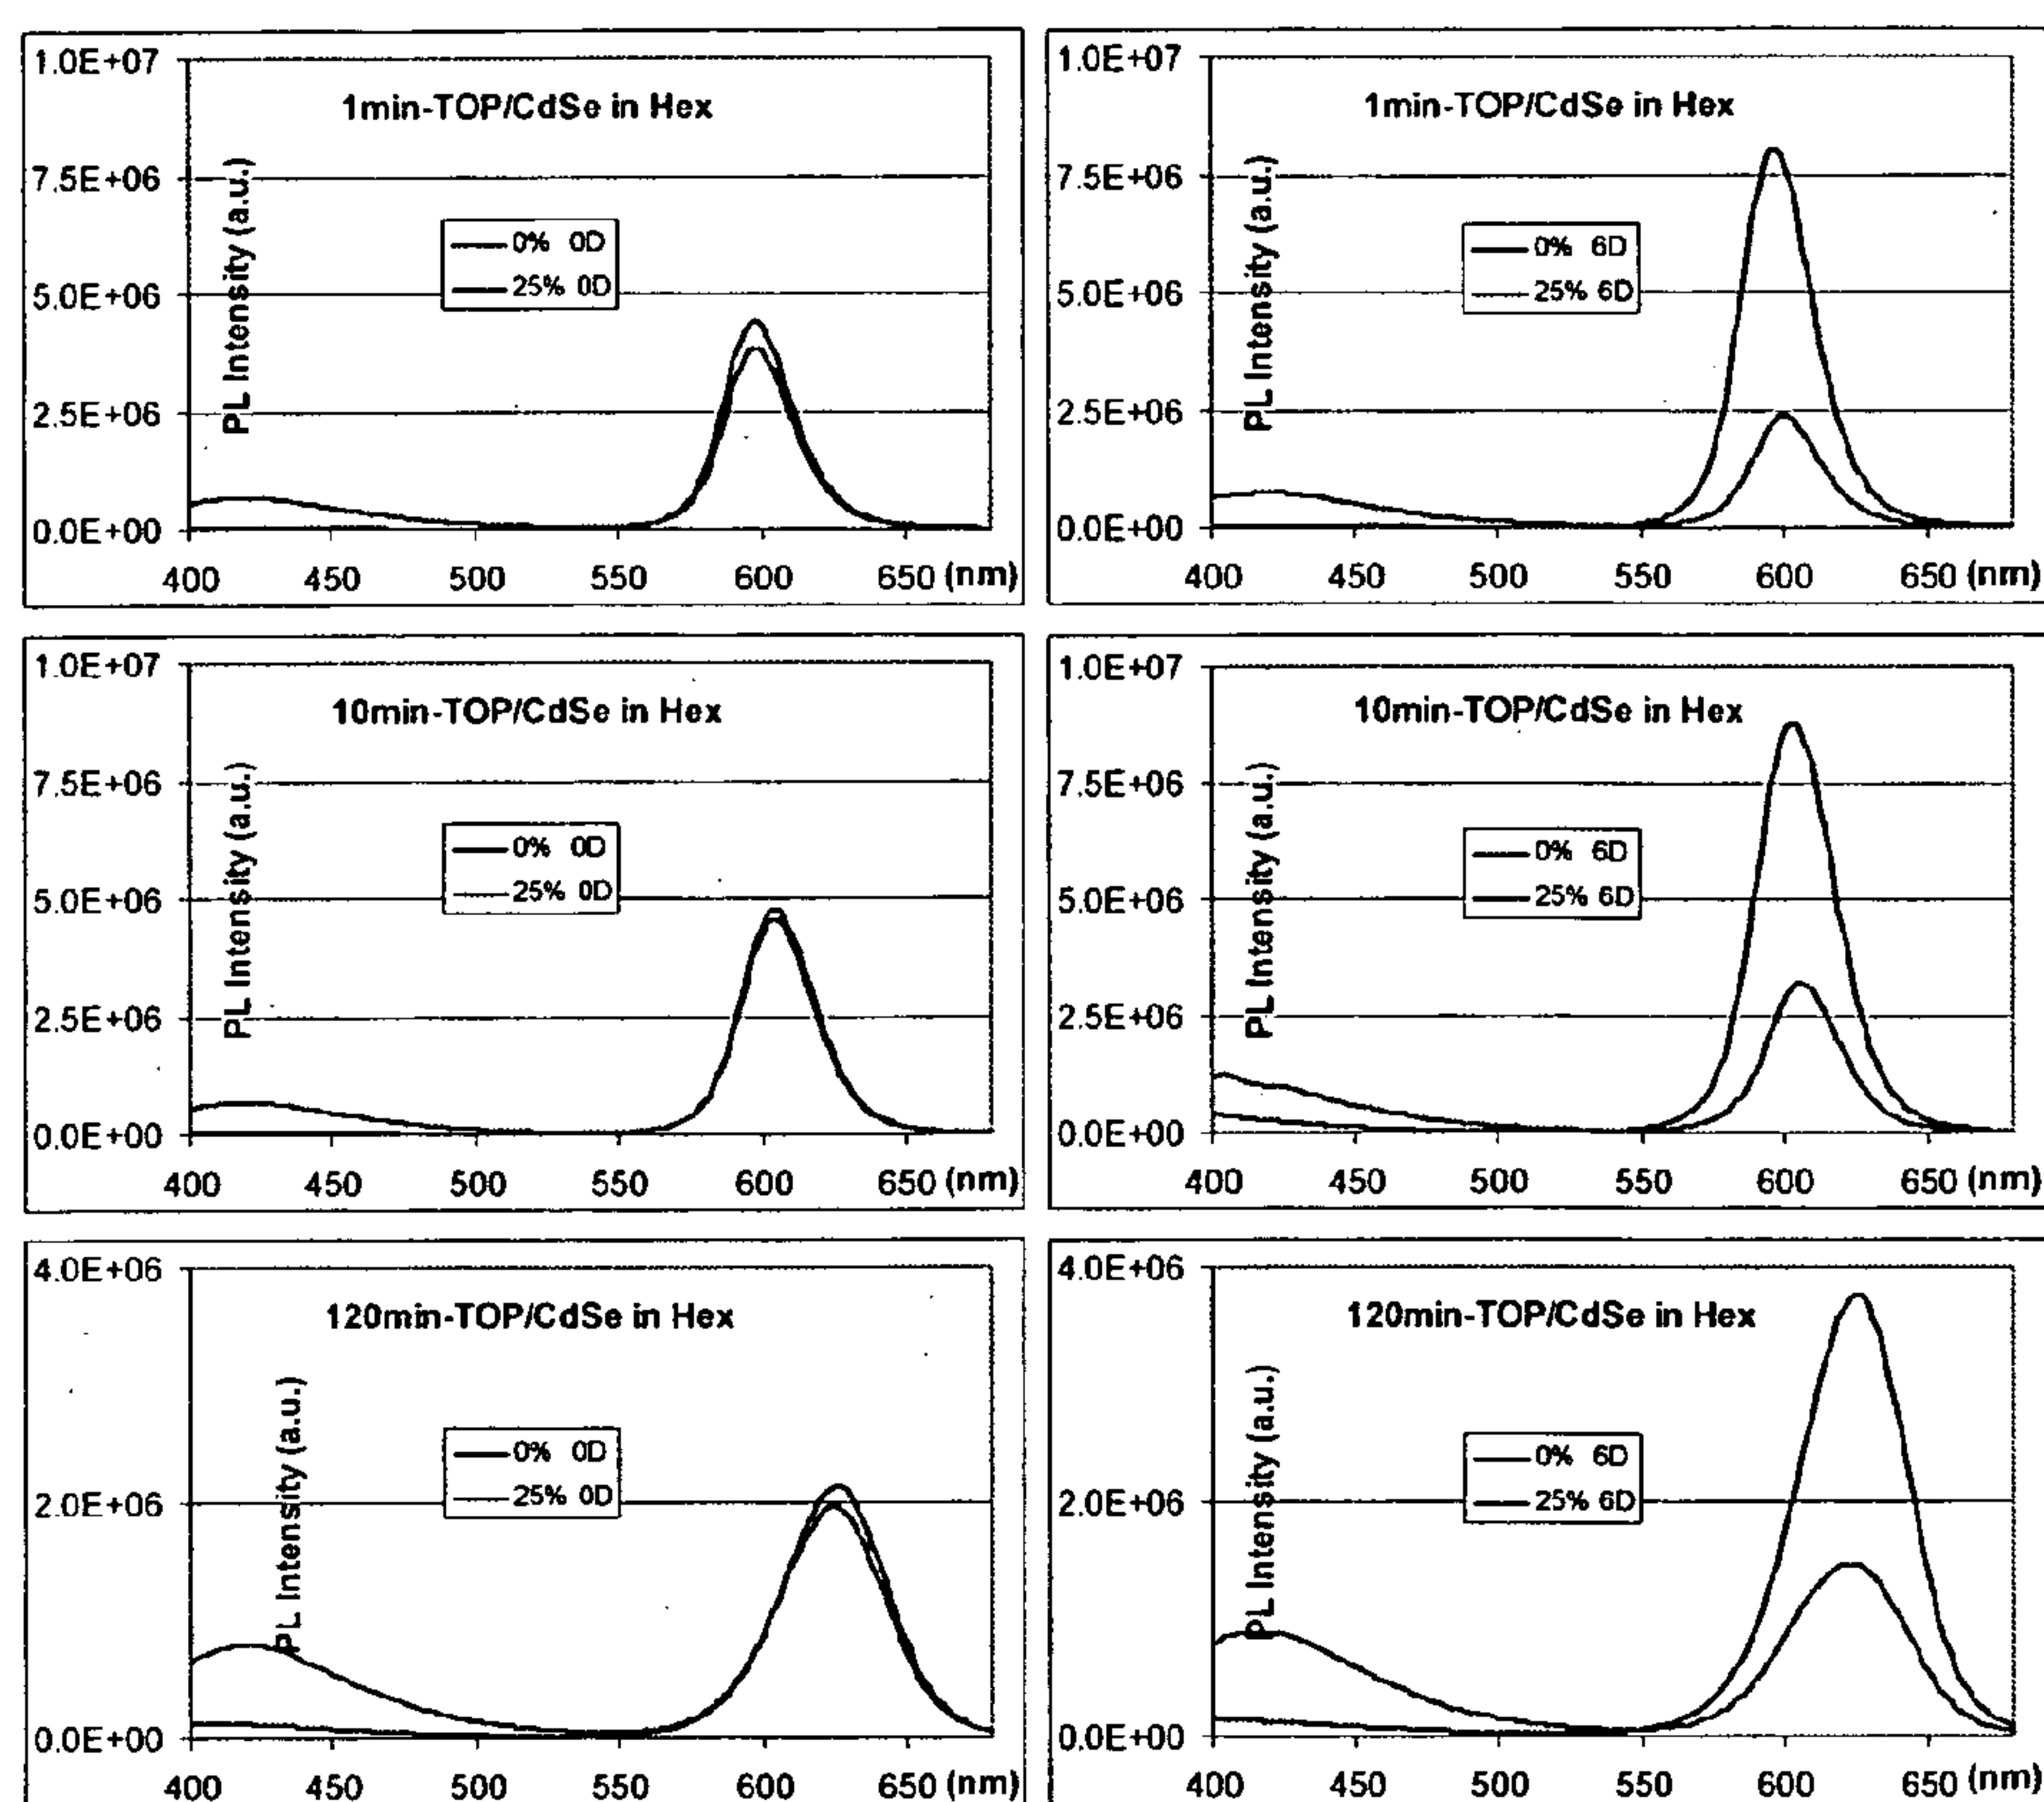 1.0E+07
1min-TOP/CdSe in Hex
7.5E+06
PL Intensity (a.u.)
0% 0D
5.0E+06
25% 0D
2.5E+06
0.0E+00
400 450 500 550 600 650 (nm)
1.0E+07
1min-TOP/CdSe in Hex
7.5E+06
PL Intensity (a.u.)
0% 6D
5.0E+06
25% 6D
2.5E+06
0.0E+00
400 450 500 550 600 650 (nm)
1.0E+07
10min-TOP/CdSe in Hex
7.5E+06
PL Intensity (a.u.)
0% 0D
5.0E+06
25% 0D
2.5E+06
0.0E+00
400 450 500 550 600 650 (nm)
1.0E+07
10min-TOP/CdSe in Hex
7.5E+06
PL Intensity (a.u.)
0% 6D
5.0E+06
25% 6D
2.5E+06
0.0E+00
400 450 500 550 600 650 (nm)
4.0E+06
120min-TOP/CdSe in Hex
PL Intensity (a.u.)
0% 0D
2.0E+06
25% 0D
0.0E+00
400 450 500 550 600 650 (nm)
4.0E+06
120min-TOP/CdSe in Hex
PL Intensity (a.u.)
0% 6D
2.0E+06
25% 6D
0.0E+00
400 450 500 550 600 650 (nm)